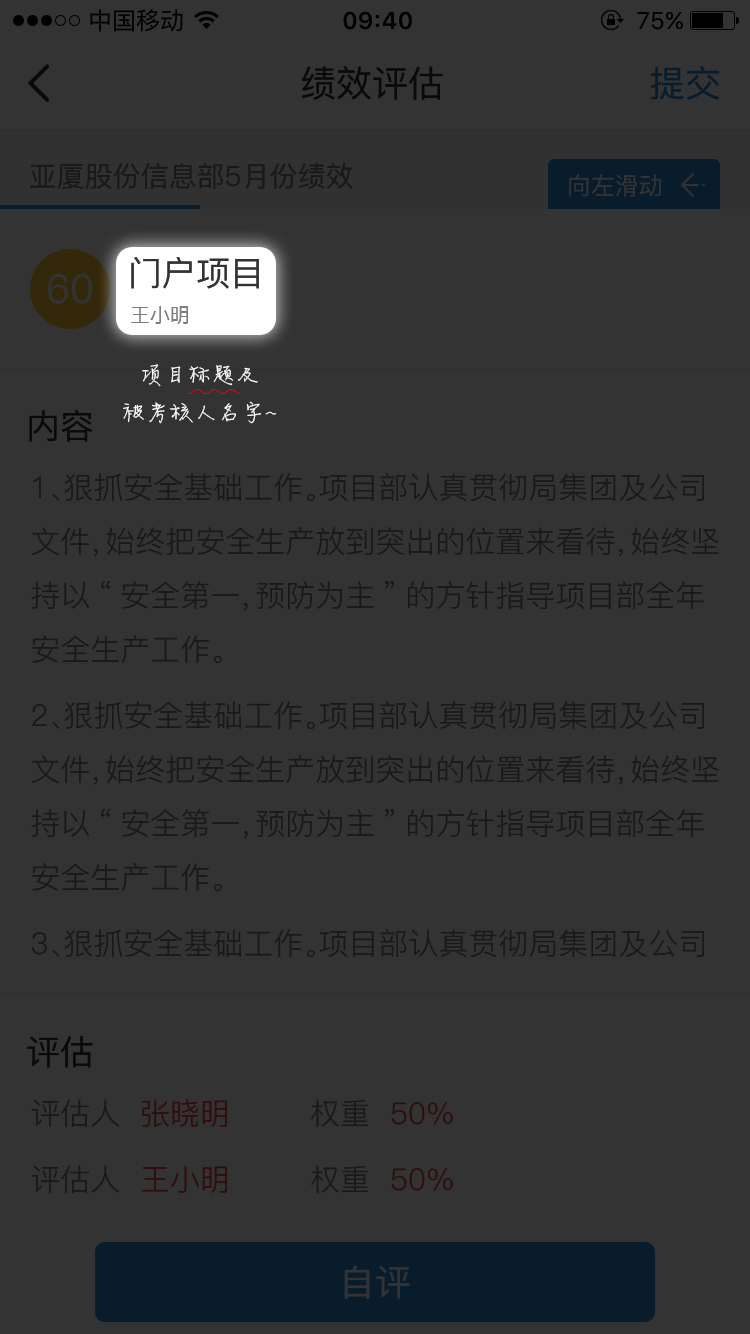 中国移动 09:40 75%
绩效评估 提交
亚厦股份信息部5月份绩效 向左滑动
60 门户项目
王小明
项目标题及
被考核人名字~
内容
1、狠抓安全基础工作。项目部认真贯彻局集团及公司
文件,始终把安全生产放到突出的位置来看待,始终坚
持以“安全第一,预防为主”的方针指导项目部全年
安全生产工作。
2、狠抓安全基础工作。项目部认真贯彻局集团及公司
文件,始终把安全生产放到突出的位置来看待,始终坚
持以“安全第一,预防为主”的方针指导项目部全年
安全生产工作。
3、狠抓安全基础工作。项目部认真贯彻局集团及公司
评估
评估人 张晓明 权重 50%
评估人 王小明 权重 50%
自评